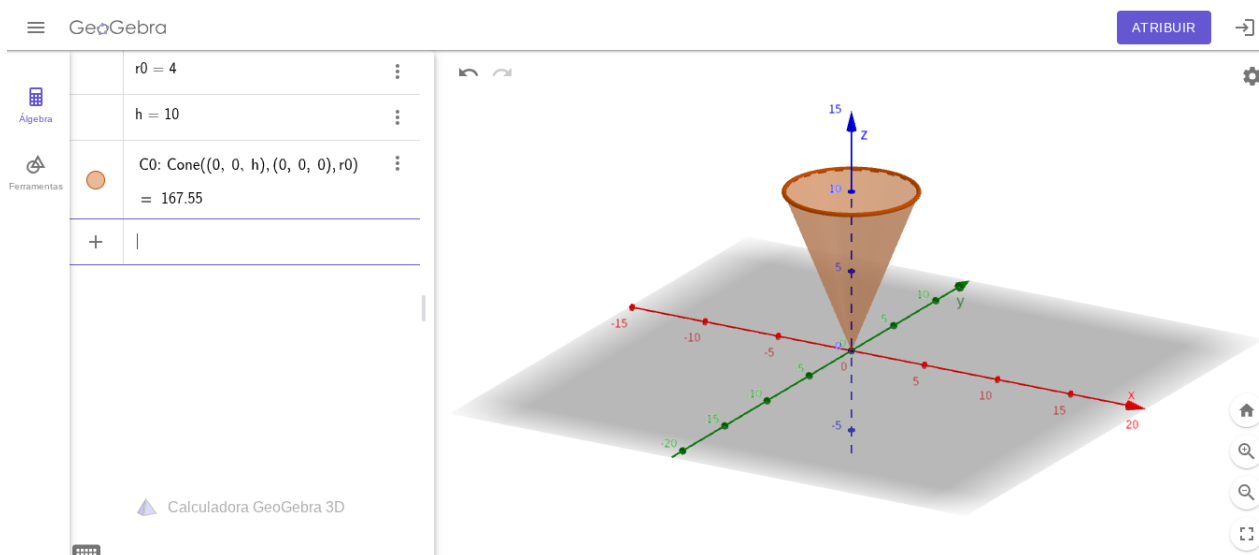 GeoGebra
ATRIBUIR
Álgebra
Ferramentas
r0 = 4
h = 10
C0: Cone((0, 0, h), (0, 0, 0), r0)
= 167.55
Calculadora GeoGebra 3D
15
z
10
5
0
-5
-15
-10
-5
0
5
10
15
20
x
10
5
y
0
5
10
15
-20